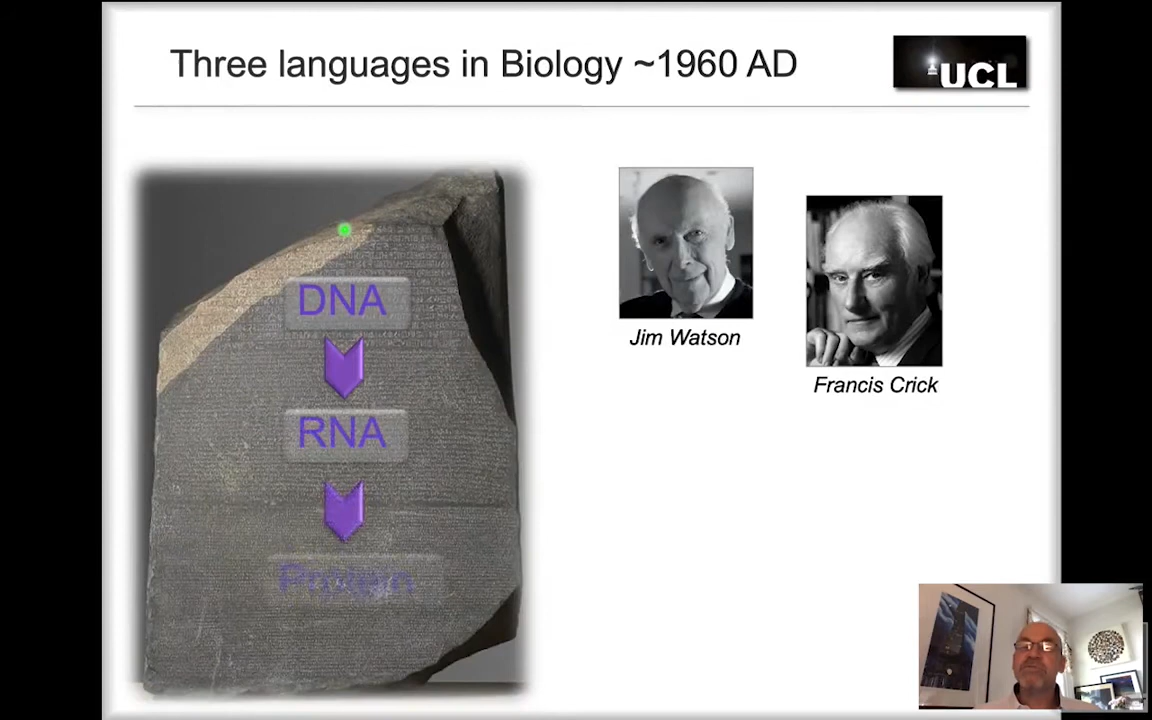 Three languages in Biology ~1960 AD
UCL
DNA
RNA
Protein
Jim Watson
Francis Crick